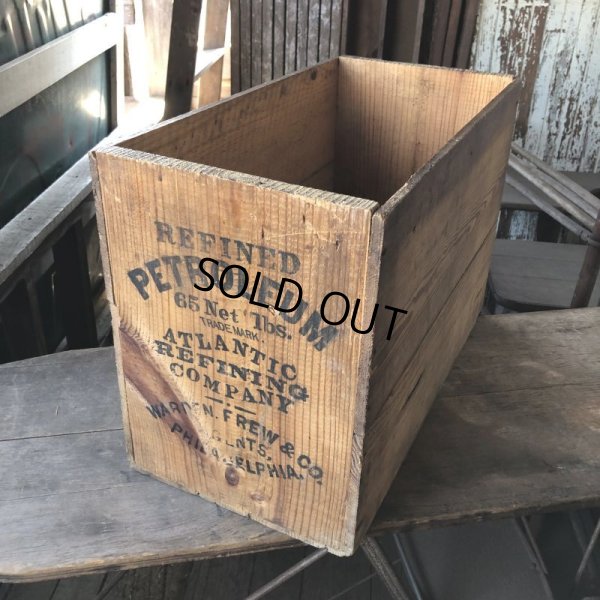 REFINED
PETROLEUM
65 Net lbs.
TRADE MARK.
ATLANTIC
REFINING
COMPANY
WARDEN, FREW & CO.
AGENTS,
PHILADELPHIA.
SOLD OUT